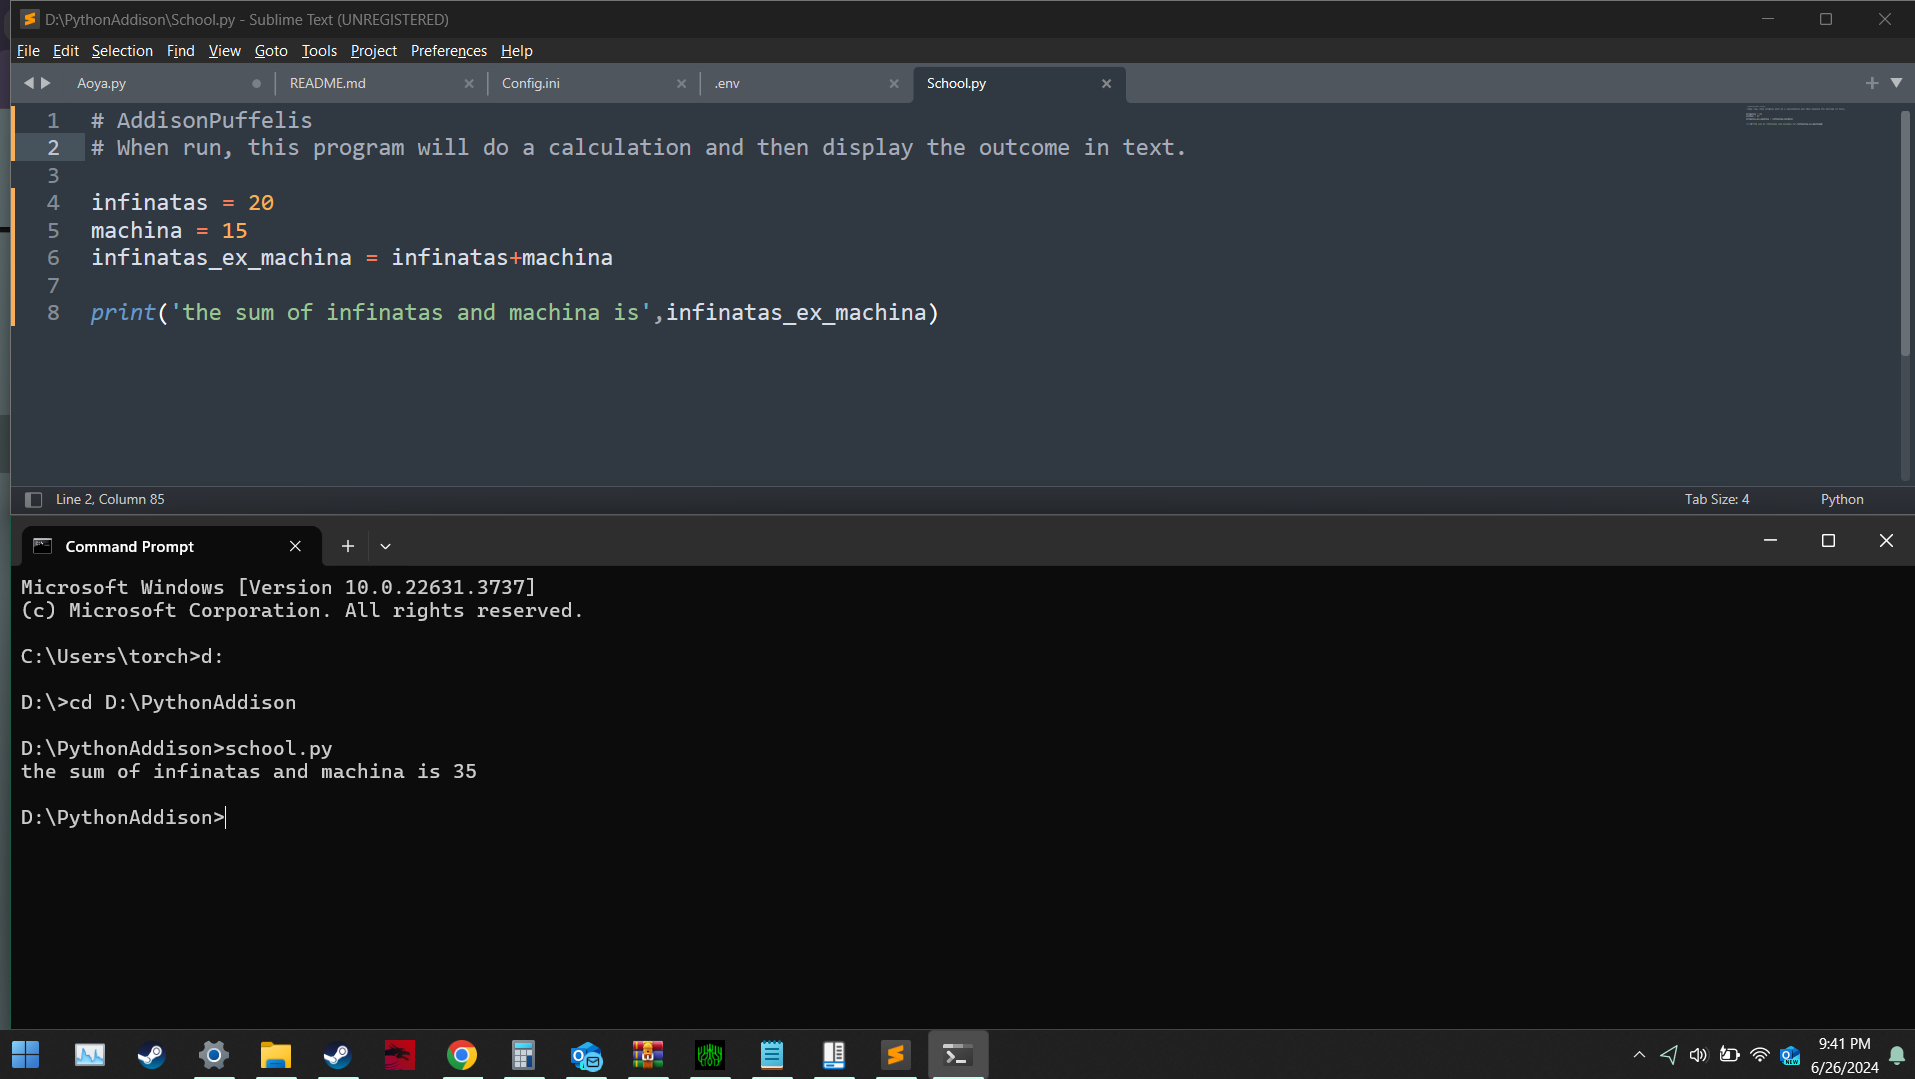 D:\PythonAddison\School.py - Sublime Text (UNREGISTERED)
File Edit Selection Find View Goto Tools Project Preferences Help
Aoya.py README.md Config.ini .env School.py
1 # AddisonPuffelis
2 # When run, this program will do a calculation and then display the outcome in text.
3
4 infinatas = 20
5 machina = 15
6 infinatas_ex_machina = infinatas+machina
7
8 print('the sum of infinatas and machina is',infinatas_ex_machina)
Line 2, Column 85 Tab Size: 4 Python
Command Prompt
Microsoft Windows [Version 10.0.22631.3737]
(c) Microsoft Corporation. All rights reserved.
C:\Users\torch>d:
D:\>cd D:\PythonAddison
D:\PythonAddison>school.py
the sum of infinatas and machina is 35
D:\PythonAddison>
9:41 PM
6/26/2024